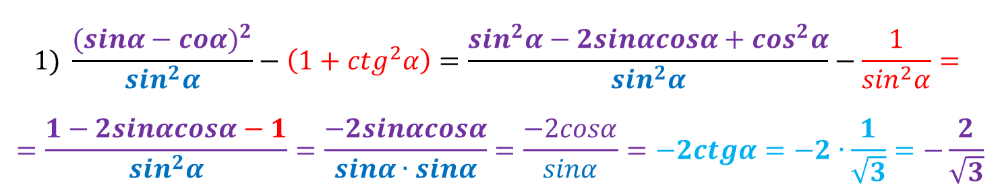 1) (sinα − coα)²/sin²α − (1 + ctg²α) = sin²α − 2sinαcosα + cos²α/sin²α − 1/sin²α =
= 1 − 2sinαcosα − 1/sin²α = −2sinαcosα/sinα · sinα = −2cosα/sinα = −2ctgα = −2 · 1/√3 = − 2/√3